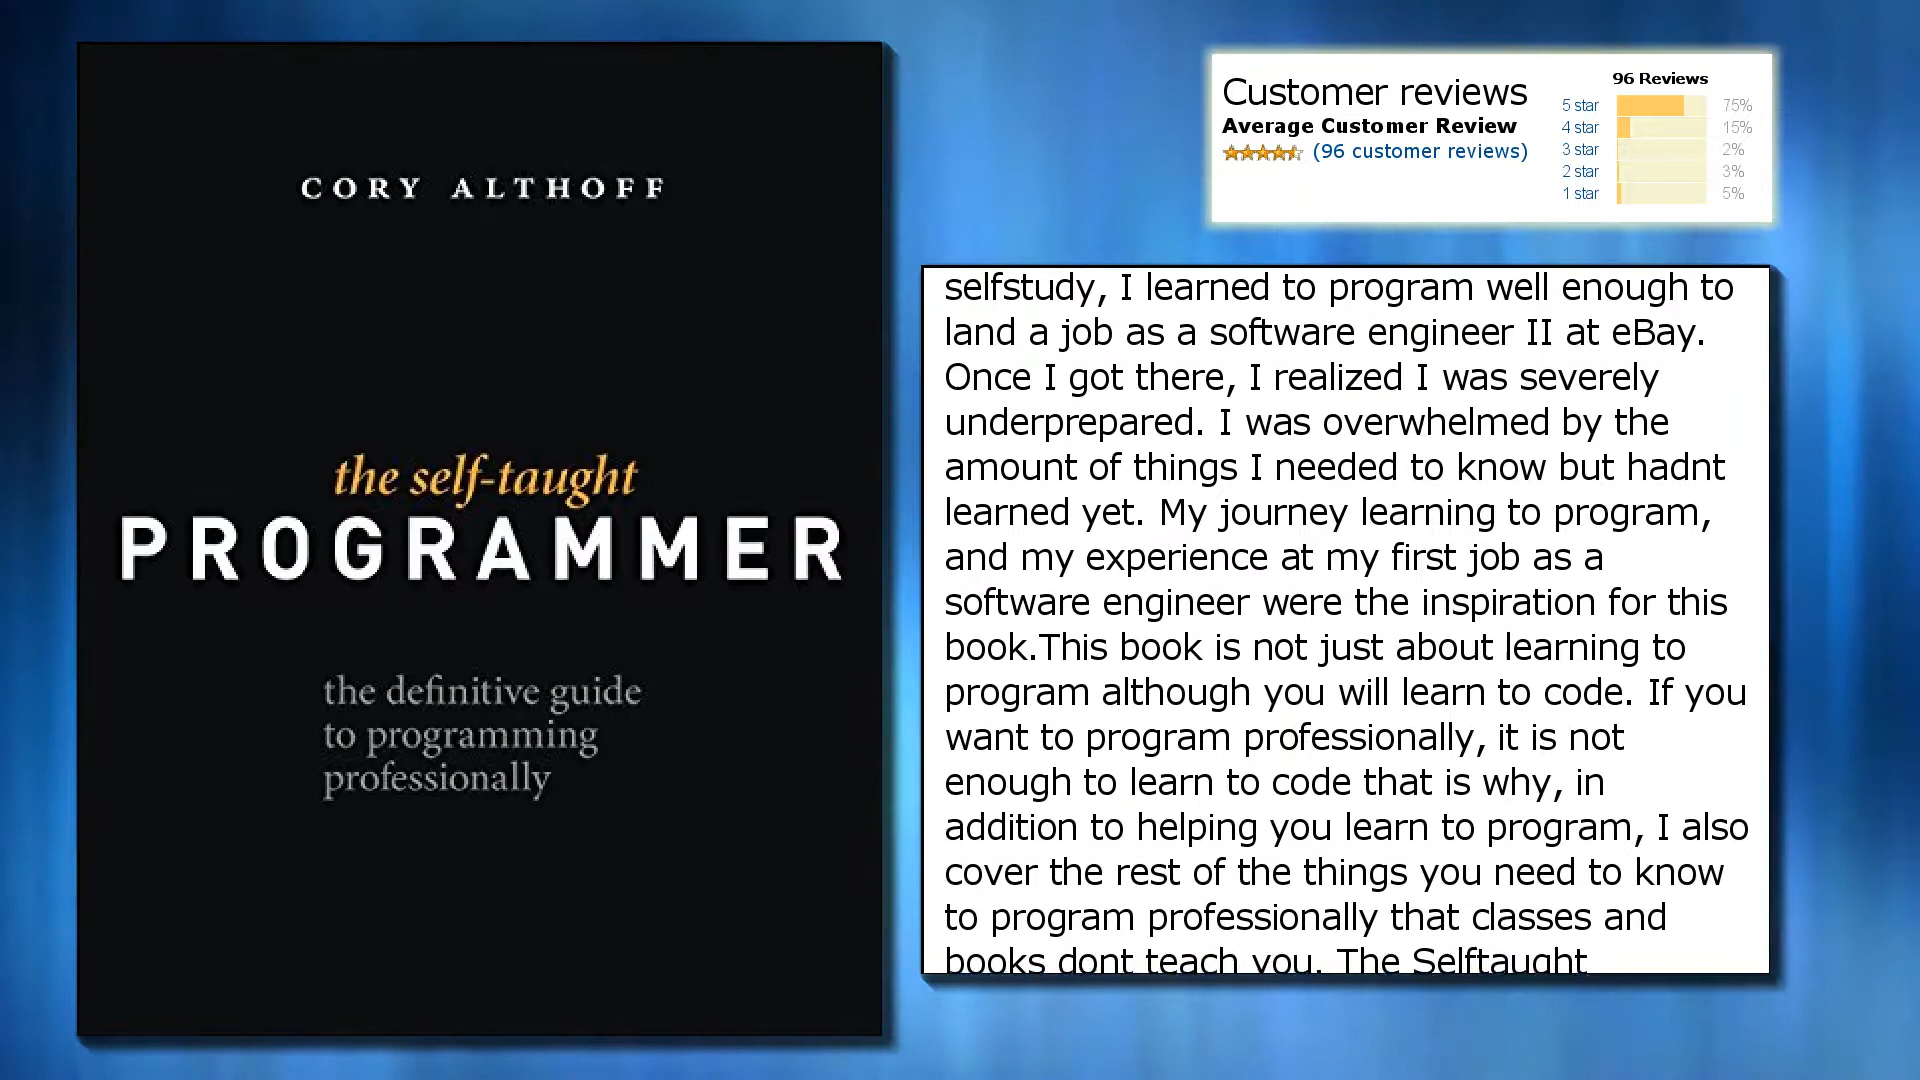 CORY ALTHOFF
the self-taught
PROGRAMMER
the definitive guide
to programming
professionally
Customer reviews
Average Customer Review
(96 customer reviews)
96 Reviews
5 star 75%
4 star 15%
3 star 2%
2 star 3%
1 star 5%
selfstudy, I learned to program well enough to
land a job as a software engineer II at eBay.
Once I got there, I realized I was severely
underprepared. I was overwhelmed by the
amount of things I needed to know but hadnt
learned yet. My journey learning to program,
and my experience at my first job as a
software engineer were the inspiration for this
book.This book is not just about learning to
program although you will learn to code. If you
want to program professionally, it is not
enough to learn to code that is why, in
addition to helping you learn to program, I also
cover the rest of the things you need to know
to program professionally that classes and
books dont teach you. The Selftaught